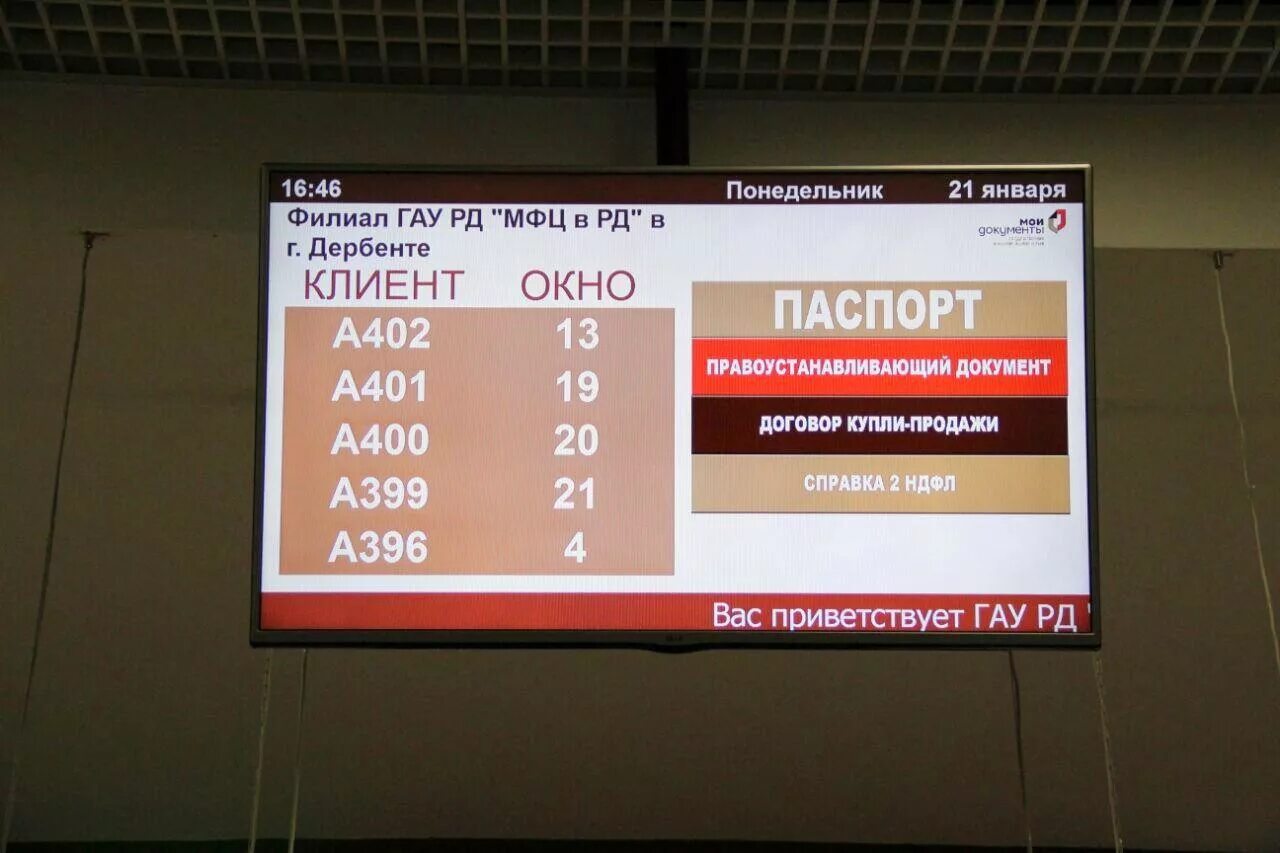 16:46 Понедельник 21 января
Филиал ГАУ РД "МФЦ в РД" в
г. Дербенте
мои
документы
КЛИЕНТ ОКНО
А402 13
А401 19
А400 20
А399 21
А396 4
ПАСПОРТ
ПРАВОУСТАНАВЛИВАЮЩИЙ ДОКУМЕНТ
ДОГОВОР КУПЛИ-ПРОДАЖИ
СПРАВКА 2 НДФЛ
Вас приветствует ГАУ РД "